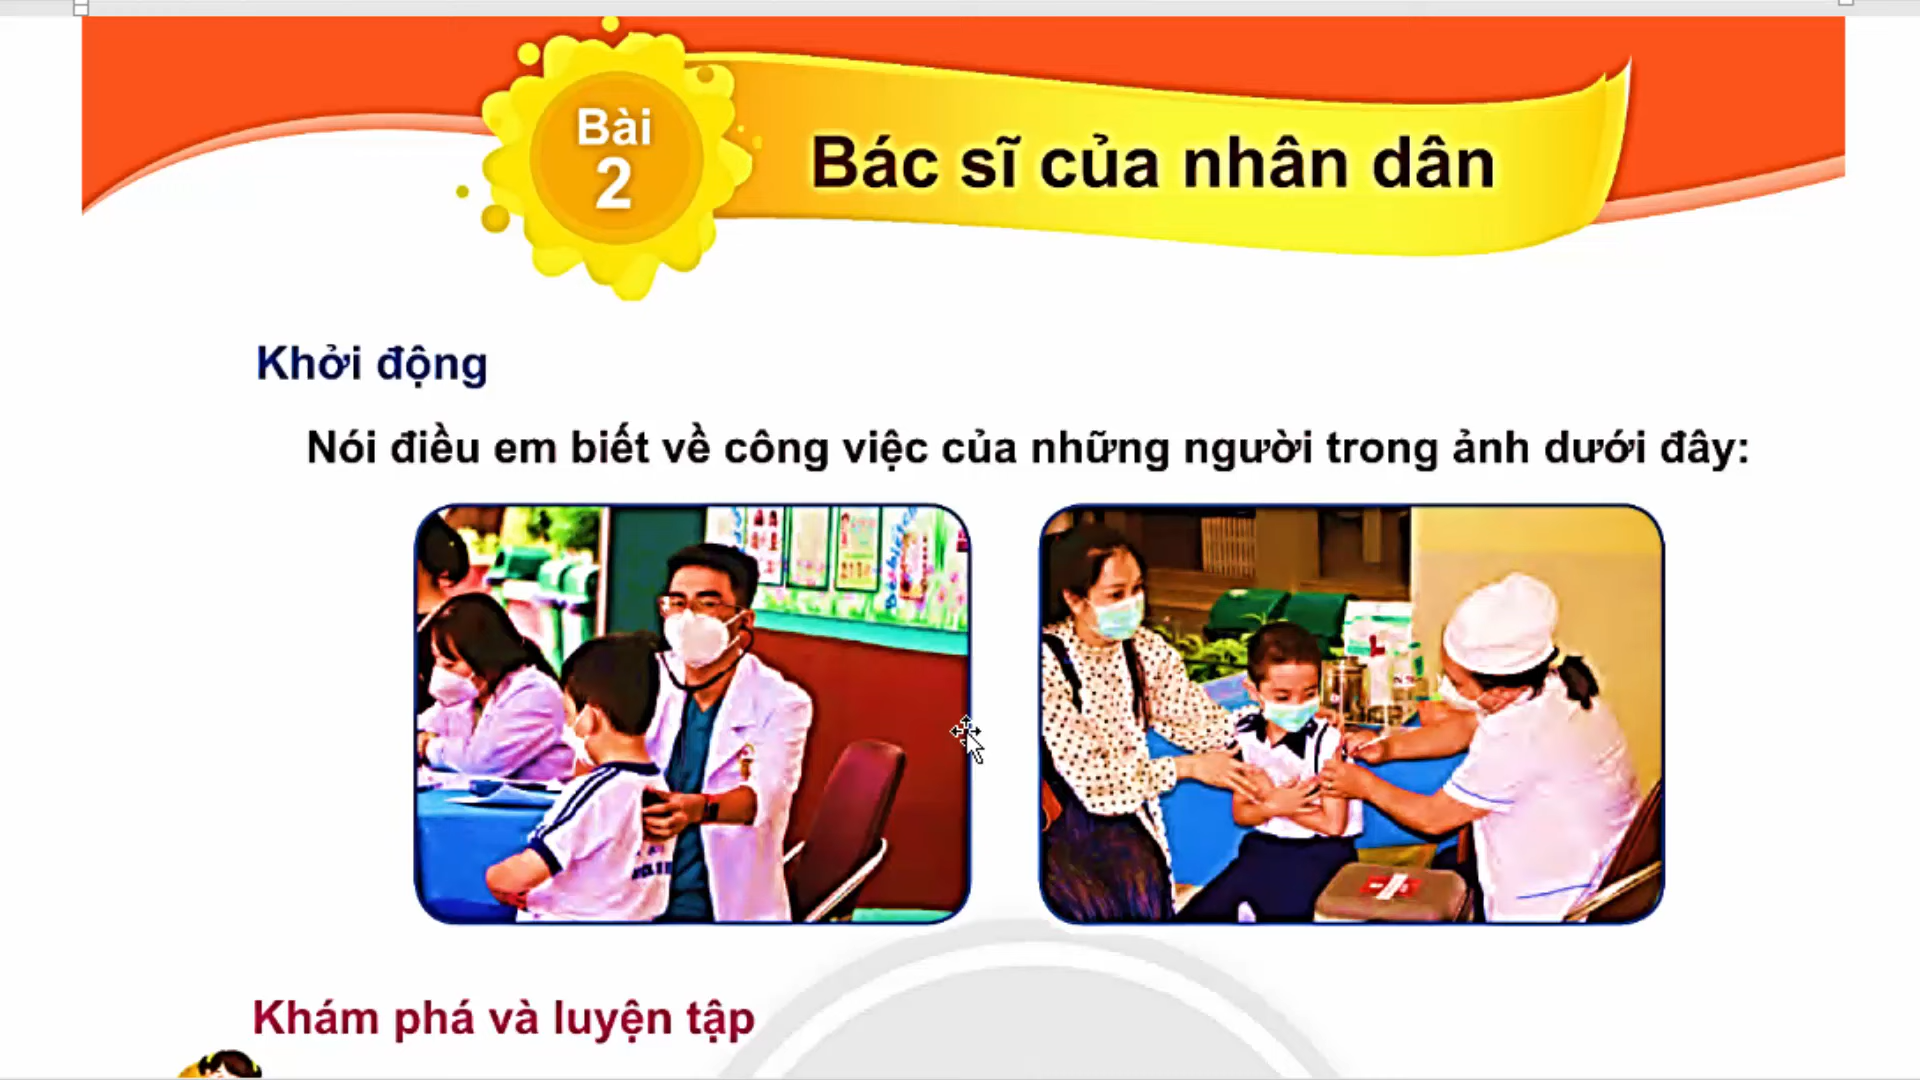 Bài
2
Bác sĩ của nhân dân
Khởi động
Nói điều em biết về công việc của những người trong ảnh dưới đây:
Khám phá và luyện tập